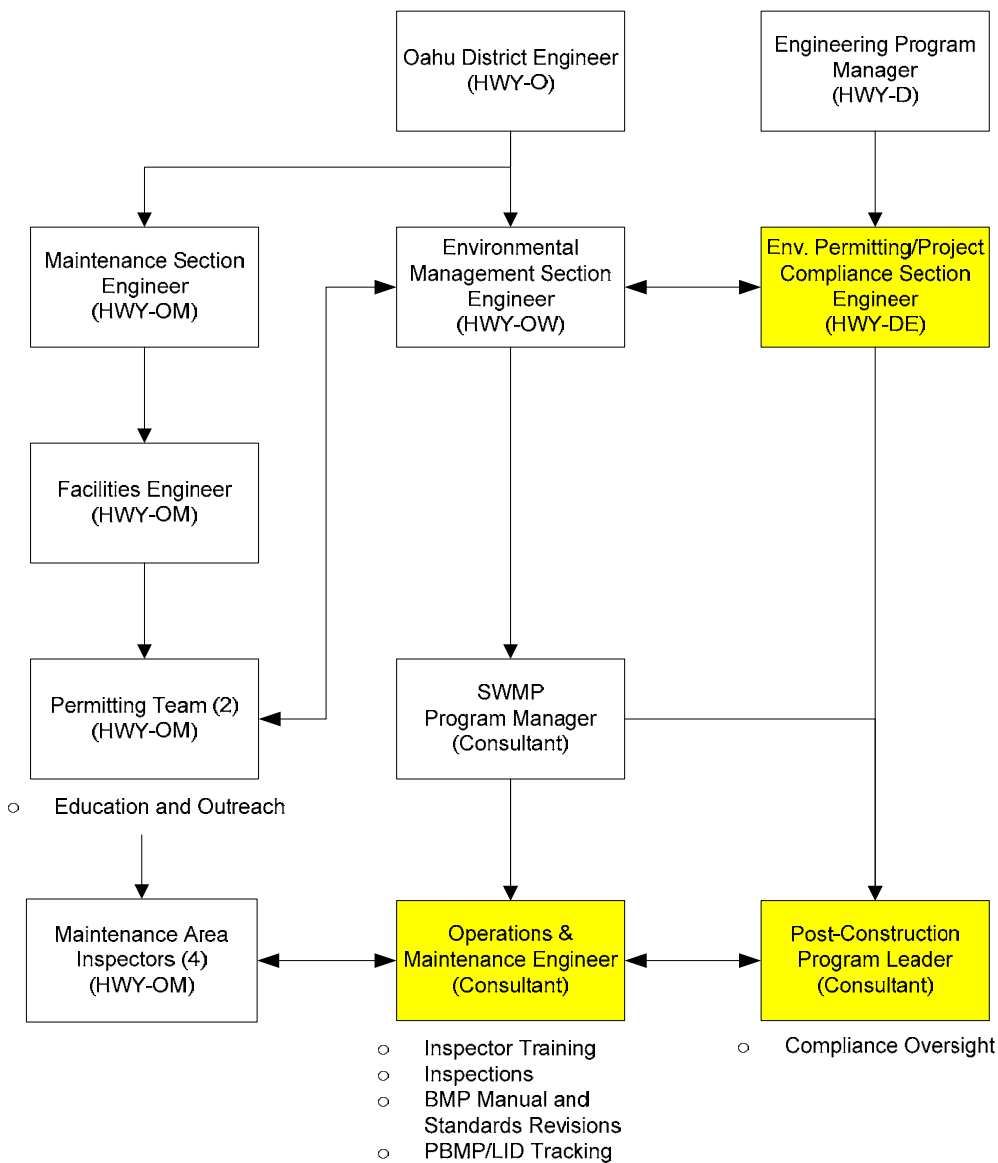 Oahu District Engineer
(HWY-O)
Engineering Program
Manager
(HWY-D)
Maintenance Section
Engineer
(HWY-OM)
Environmental
Management Section
Engineer
(HWY-OW)
Env. Permitting/Project
Compliance Section
Engineer
(HWY-DE)
Facilities Engineer
(HWY-OM)
Permitting Team (2)
(HWY-OM)
○ Education and Outreach
SWMP
Program Manager
(Consultant)
Maintenance Area
Inspectors (4)
(HWY-OM)
Operations &
Maintenance Engineer
(Consultant)
○ Inspector Training
○ Inspections
○ BMP Manual and
Standards Revisions
○ PBMP/LID Tracking
Post-Construction
Program Leader
(Consultant)
○ Compliance Oversight